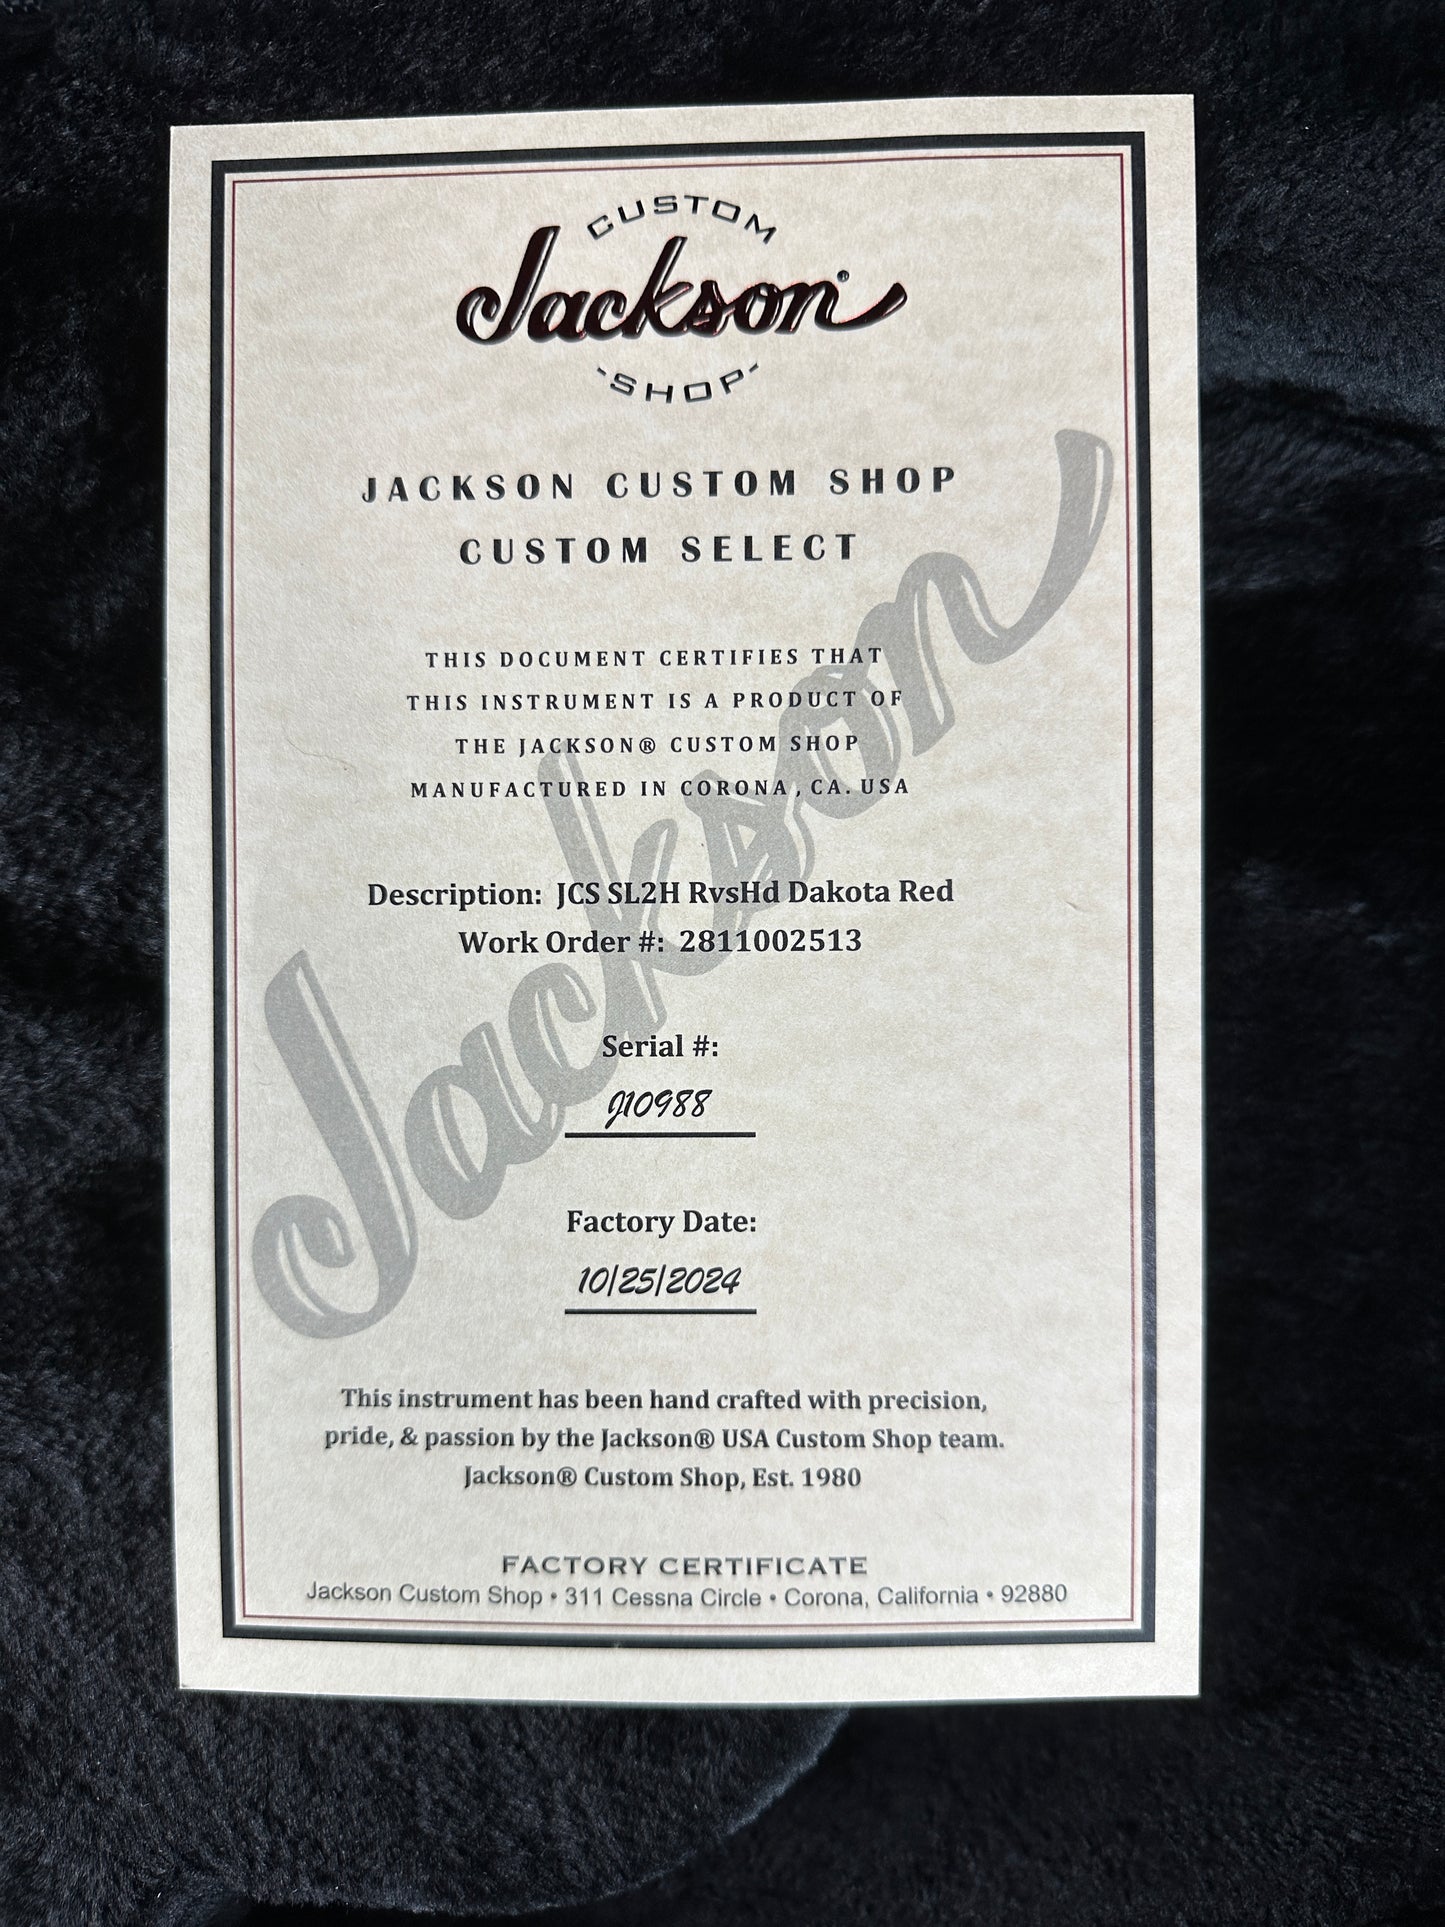 CUSTOM
Jackson®
-SHOP-
JACKSON CUSTOM SHOP
CUSTOM SELECT
THIS DOCUMENT CERTIFIES THAT
THIS INSTRUMENT IS A PRODUCT OF
THE JACKSON® CUSTOM SHOP
MANUFACTURED IN CORONA, CA. USA
Jackson
Description: JCS SL2H RvsHd Dakota Red
Work Order #: 2811002513
Serial #:
J10988
Factory Date:
10/25/2024
This instrument has been hand crafted with precision,
pride, & passion by the Jackson® USA Custom Shop team.
Jackson® Custom Shop, Est. 1980
FACTORY CERTIFICATE
Jackson Custom Shop • 311 Cessna Circle • Corona, California • 92880